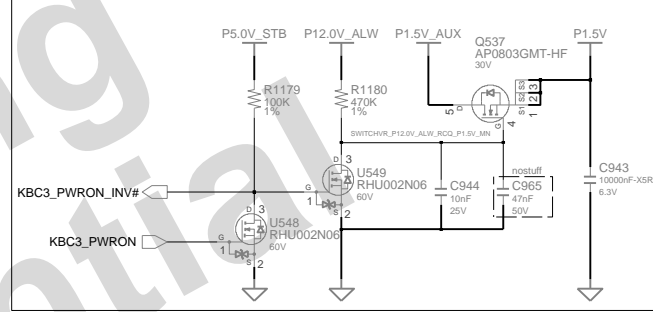 P5.0V_STB
P12.0V_ALW
P1.5V_AUX
Q537
AP0803GMT-HF
30V
P1.5V
R1179
100K
1%
R1180
470K
1%
D
5
S3
S2
S1
3
2
1
G
4
SWITCHVR_P12.0V_ALW_RCQ_P1.5V_MN
D
3
U549
RHU002N06
60V
G
1
S
2
C944
10nF
25V
nostuff
C965
47nF
50V
C943
10000nF-X5R
6.3V
KBC3_PWRON_INV#
KBC3_PWRON
D
3
U548
RHU002N06
60V
G
1
S
2
ng
ntial